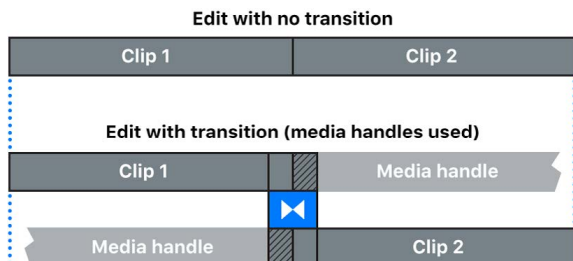 Edit with no transition
Clip 1 Clip 2
Edit with transition (media handles used)
Clip 1 Media handle
Media handle Clip 2